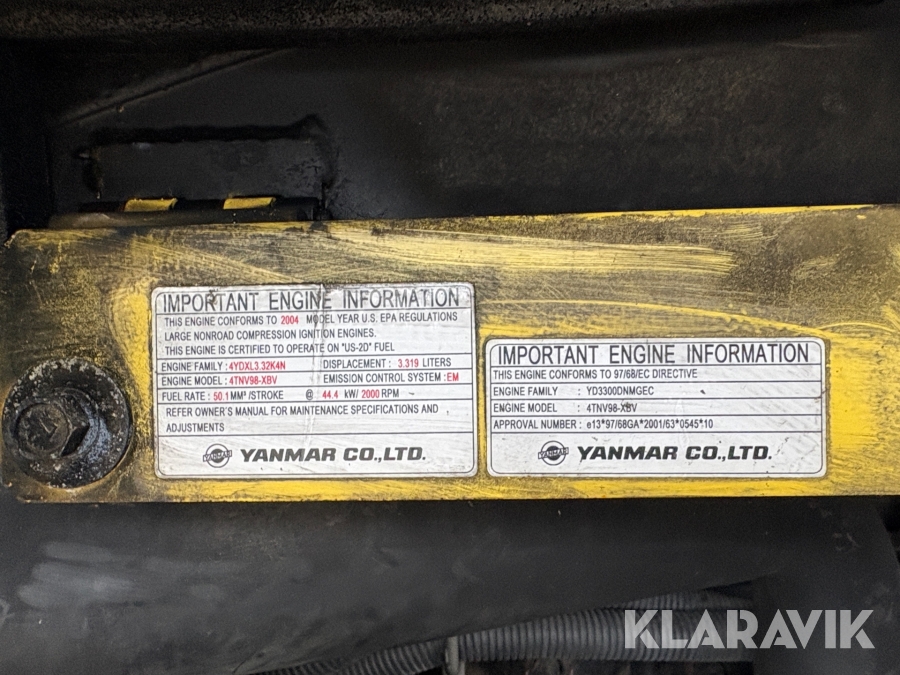 IMPORTANT ENGINE INFORMATION
THIS ENGINE CONFORMS TO 2004 MODEL YEAR U.S. EPA REGULATIONS
LARGE NONROAD COMPRESSION IGNITION ENGINES.
THIS ENGINE IS CERTIFIED TO OPERATE ON "US-2D" FUEL
ENGINE FAMILY : 4YDXL3.32K4N DISPLACEMENT : 3.319 LITERS
ENGINE MODEL : 4TNV98-XBV EMISSION CONTROL SYSTEM : EM
FUEL RATE : 50.1 MM³ /STROKE @ 44.4 kW/ 2000 RPM
REFER OWNER'S MANUAL FOR MAINTENANCE SPECIFICATIONS AND
ADJUSTMENTS
YANMAR YANMAR CO.,LTD.
IMPORTANT ENGINE INFORMATION
THIS ENGINE CONFORMS TO 97/68/EC DIRECTIVE
ENGINE FAMILY : YD3300DNMGEC
ENGINE MODEL : 4TNV98-XBV
APPROVAL NUMBER : e13*97/68GA*2001/63*0545*10
YANMAR YANMAR CO.,LTD.
KLARAVIK